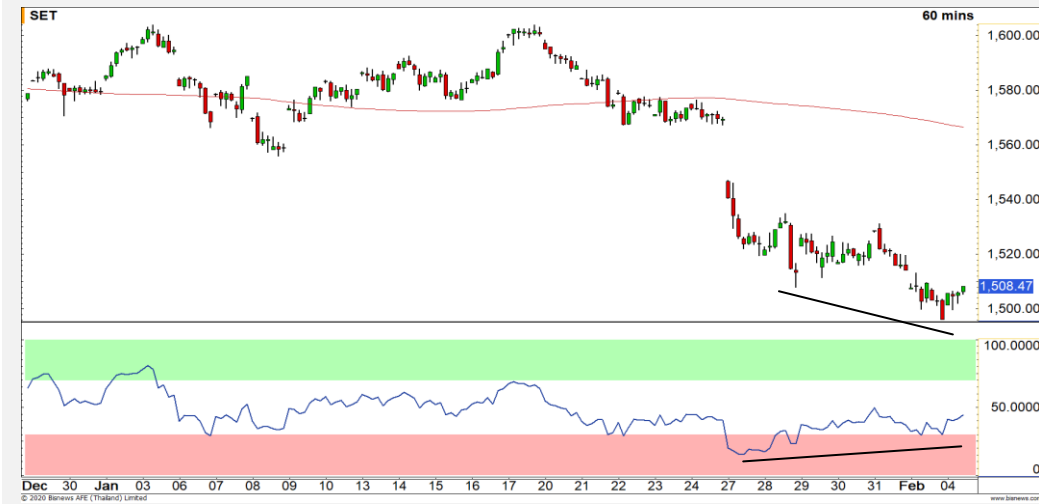 SET
60 mins
1,600.00
1,580.00
1,560.00
1,540.00
1,520.00
1,508.47
1,500.00
100.0000
50.0000
0
Dec 30 Jan 03 06 07 08 09 10 13 14 15 16 17 20 21 22 23 24 27 28 29 30 31 Feb 04
© 2020 Bisnews AFE (Thailand) Limited
www.bisnews.com